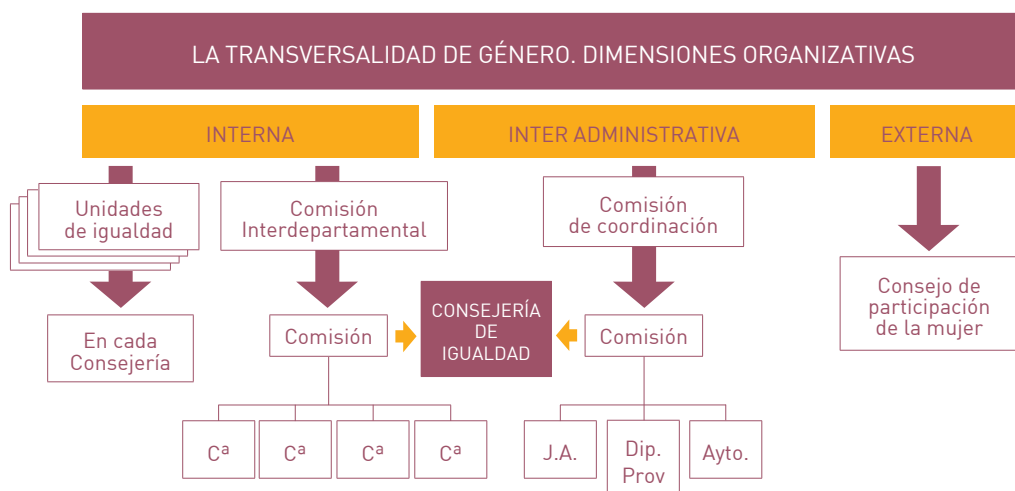 LA TRANSVERSALIDAD DE GÉNERO. DIMENSIONES ORGANIZATIVAS
INTERNA
INTER ADMINISTRATIVA
EXTERNA
Unidades
de igualdad
Comisión
Interdepartamental
Comisión
de coordinación
Consejo de
participación
de la mujer
En cada
Consejería
Comisión
CONSEJERÍA
DE
IGUALDAD
Comisión
Cª
Cª
Cª
Cª
J.A.
Dip.
Prov
Ayto.